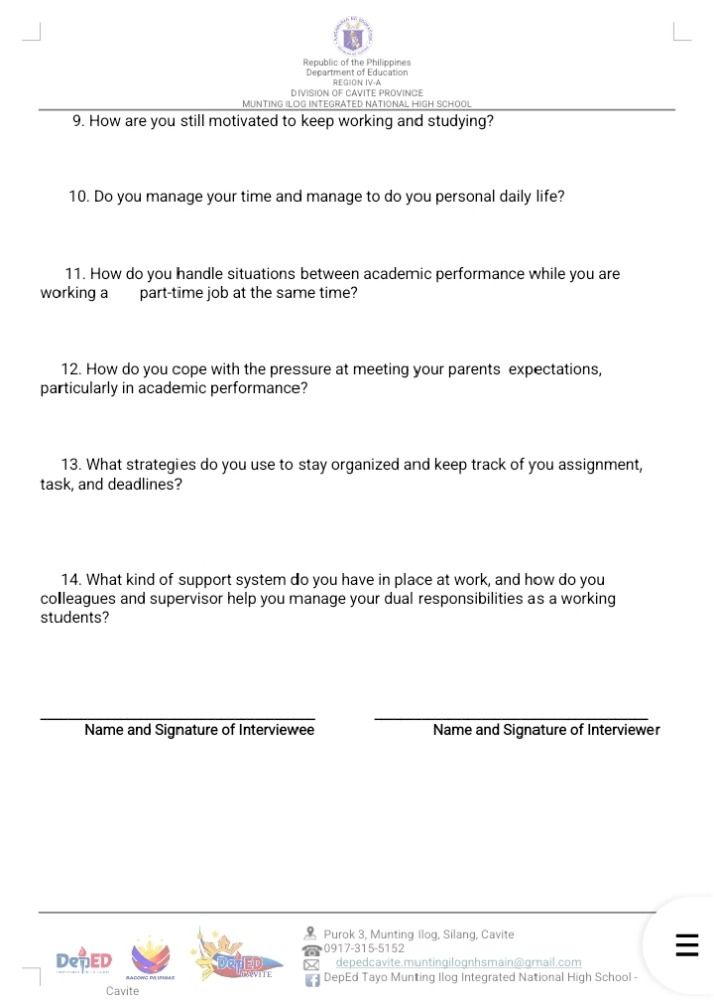 Republic of the Philippines
Department of Education
REGION IV-A
DIVISION OF CAVITE PROVINCE
MUNTING ILOG INTEGRATED NATIONAL HIGH SCHOOL
9. How are you still motivated to keep working and studying?
10. Do you manage your time and manage to do you personal daily life?
11. How do you handle situations between academic performance while you are
working a part-time job at the same time?
12. How do you cope with the pressure at meeting your parents expectations,
particularly in academic performance?
13. What strategies do you use to stay organized and keep track of you assignment,
task, and deadlines?
14. What kind of support system do you have in place at work, and how do you
colleagues and supervisor help you manage your dual responsibilities as a working
students?
Name and Signature of Interviewee
Name and Signature of Interviewer
DepED
BAGONG PILIPINAS
DepED
CAVITE
Purok 3, Munting Ilog, Silang, Cavite
0917-315-5152
depedcavite.muntingilognhsmain@gmail.com
DepEd Tayo Munting Ilog Integrated National High School -
Cavite